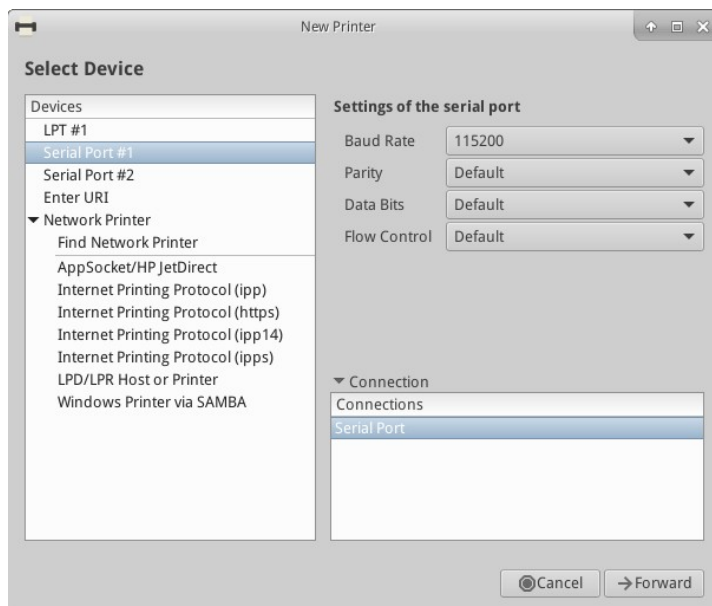 New Printer
Select Device
Devices
LPT #1
Serial Port #1
Serial Port #2
Enter URI
Network Printer
Find Network Printer
AppSocket/HP JetDirect
Internet Printing Protocol (ipp)
Internet Printing Protocol (https)
Internet Printing Protocol (ipp14)
Internet Printing Protocol (ipps)
LPD/LPR Host or Printer
Windows Printer via SAMBA
Settings of the serial port
Baud Rate 115200
Parity Default
Data Bits Default
Flow Control Default
Connection
Connections
Serial Port
Cancel Forward